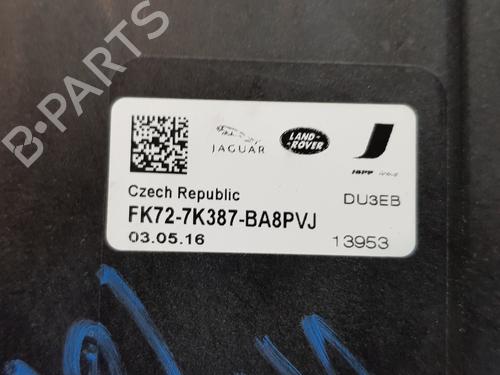 B-PARTS
JAGUAR
LAND-
ROVER
Czech Republic
DU3EB
FK72-7K387-BA8PVJ
03.05.16
13953